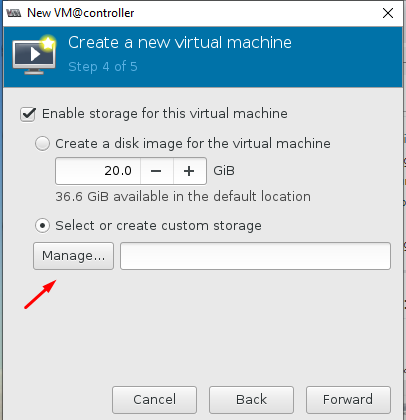 New VM@controller
Create a new virtual machine
Step 4 of 5
Enable storage for this virtual machine
Create a disk image for the virtual machine
20.0 − + GiB
36.6 GiB available in the default location
Select or create custom storage
Manage...
Cancel Back Forward